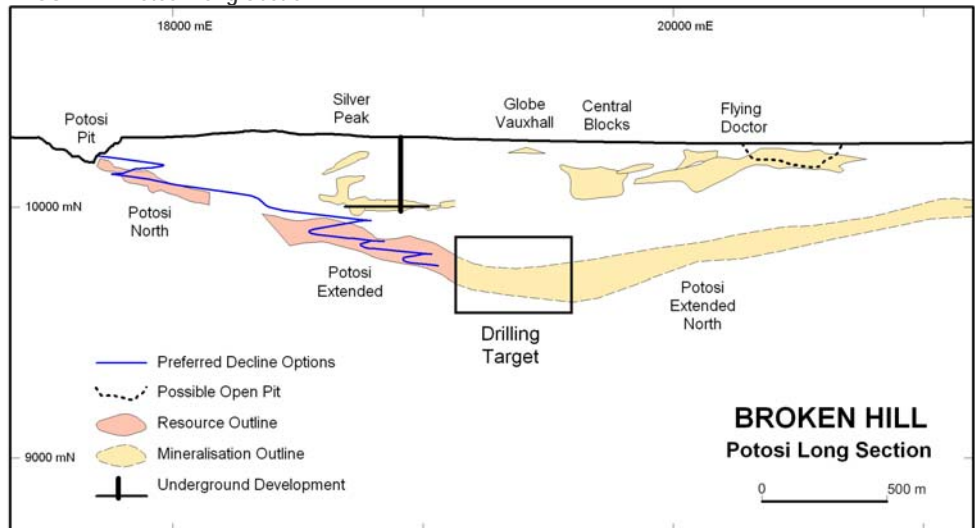 18000 mE
20000 mE
Potosi
Pit
Silver
Peak
Globe
Vauxhall
Central
Blocks
Flying
Doctor
10000 mN
Potosi
North
Potosi
Extended
Potosi
Extended
North
Drilling
Target
Preferred Decline Options
Possible Open Pit
Resource Outline
Mineralisation Outline
Underground Development
9000 mN
BROKEN HILL
Potosi Long Section
0
500 m